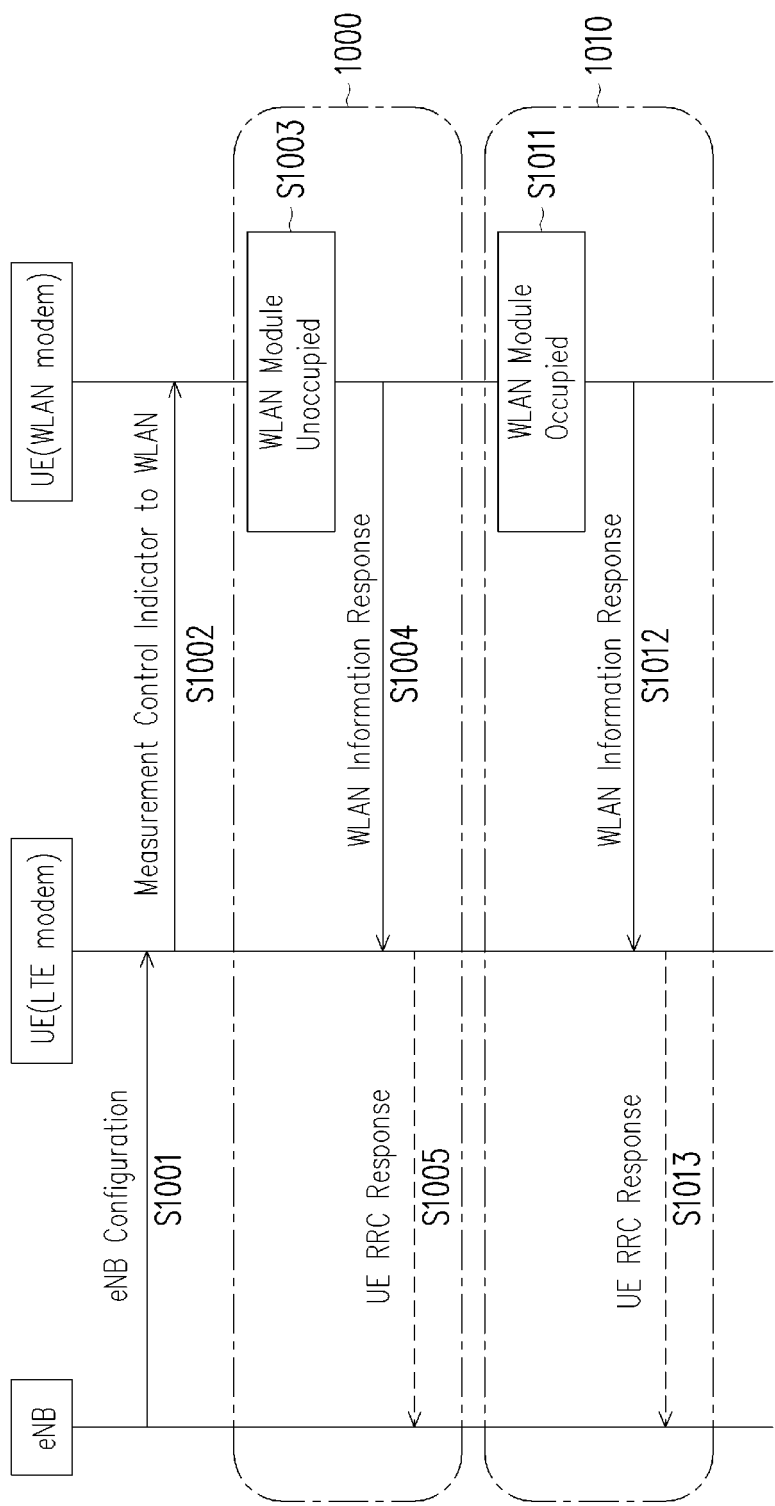 eNB
UE(LTE modem)
UE(WLAN modem)
eNB Configuration
S1001
Measurement Control Indicator to WLAN
S1002
1000
WLAN Module
Unoccupied
S1003
WLAN Information Response
S1004
UE RRC Response
S1005
1010
WLAN Module
Occupied
S1011
WLAN Information Response
S1012
UE RRC Response
S1013